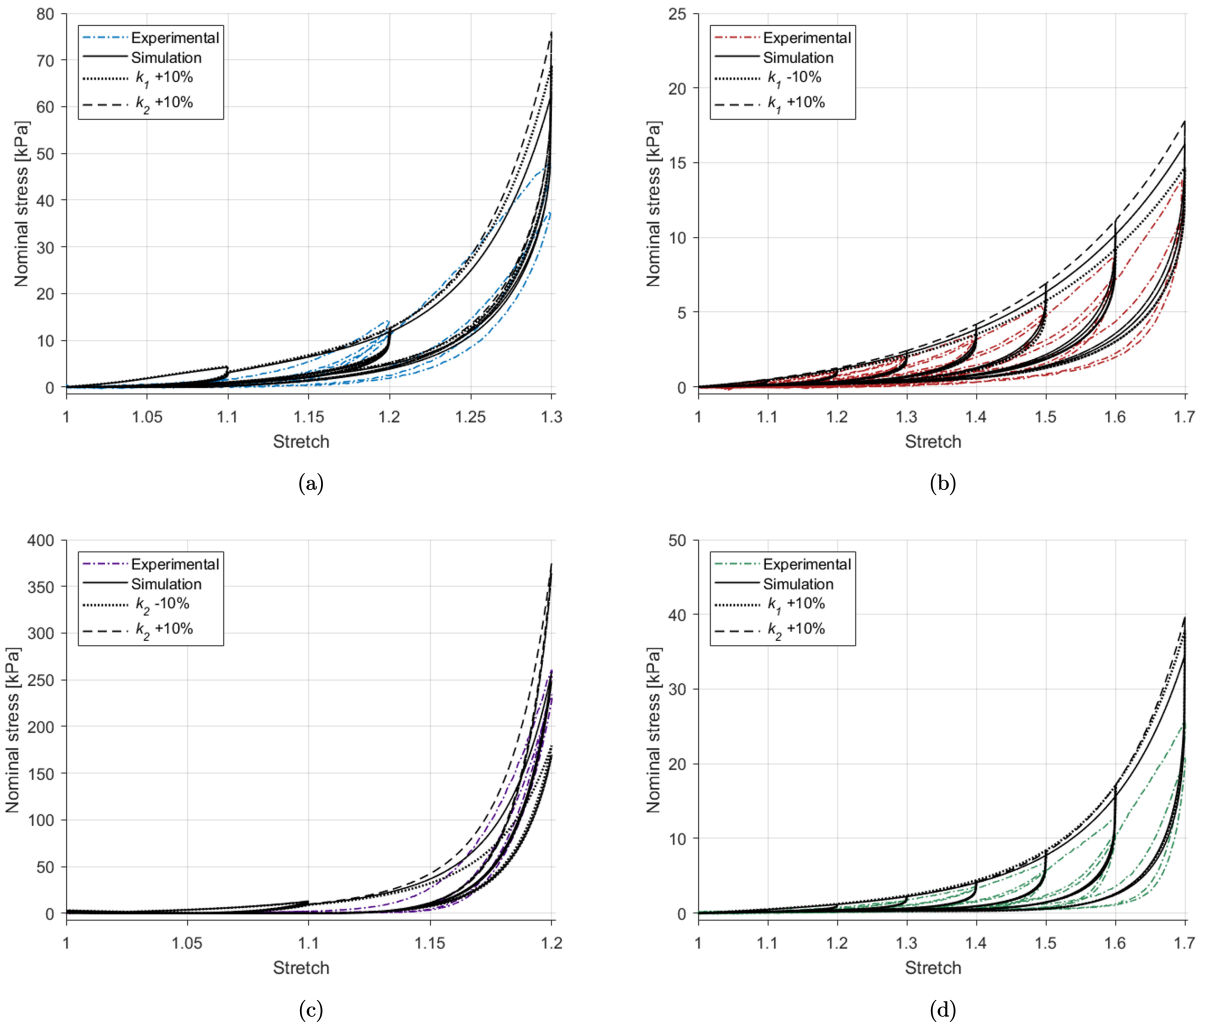 80
70
60
50
40
30
20
10
0
Nominal stress [kPa]
Experimental
Simulation
k1 +10%
k2 +10%
1 1.05 1.1 1.15 1.2 1.25 1.3
Stretch
(a)
25
20
15
10
5
0
Nominal stress [kPa]
Experimental
Simulation
k1 -10%
k1 +10%
1 1.1 1.2 1.3 1.4 1.5 1.6 1.7
Stretch
(b)
400
350
300
250
200
150
100
50
0
Nominal stress [kPa]
Experimental
Simulation
k2 -10%
k2 +10%
1 1.05 1.1 1.15 1.2
Stretch
(c)
50
40
30
20
10
0
Nominal stress [kPa]
Experimental
Simulation
k1 +10%
k2 +10%
1 1.1 1.2 1.3 1.4 1.5 1.6 1.7
Stretch
(d)